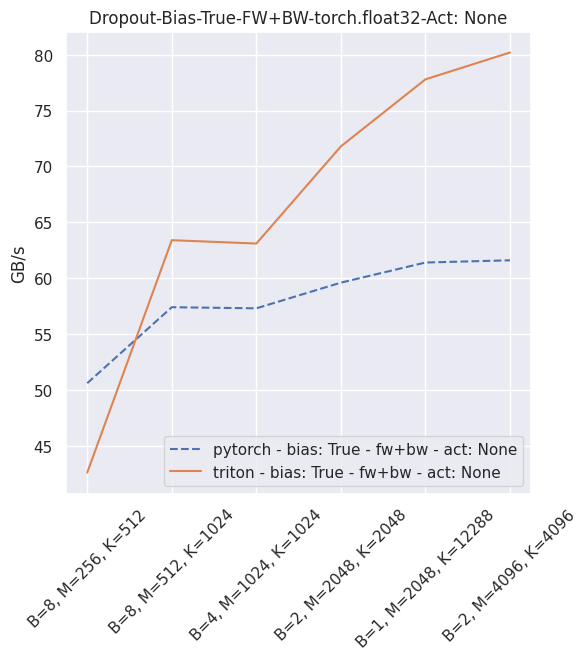 Dropout-Bias-True-FW+BW-torch.float32-Act: None
80
75
70
65
60
55
50
45
GB/s
pytorch - bias: True - fw+bw - act: None
triton - bias: True - fw+bw - act: None
B=8, M=256, K=512
B=8, M=512, K=1024
B=4, M=1024, K=1024
B=2, M=2048, K=2048
B=1, M=2048, K=12288
B=2, M=4096, K=4096